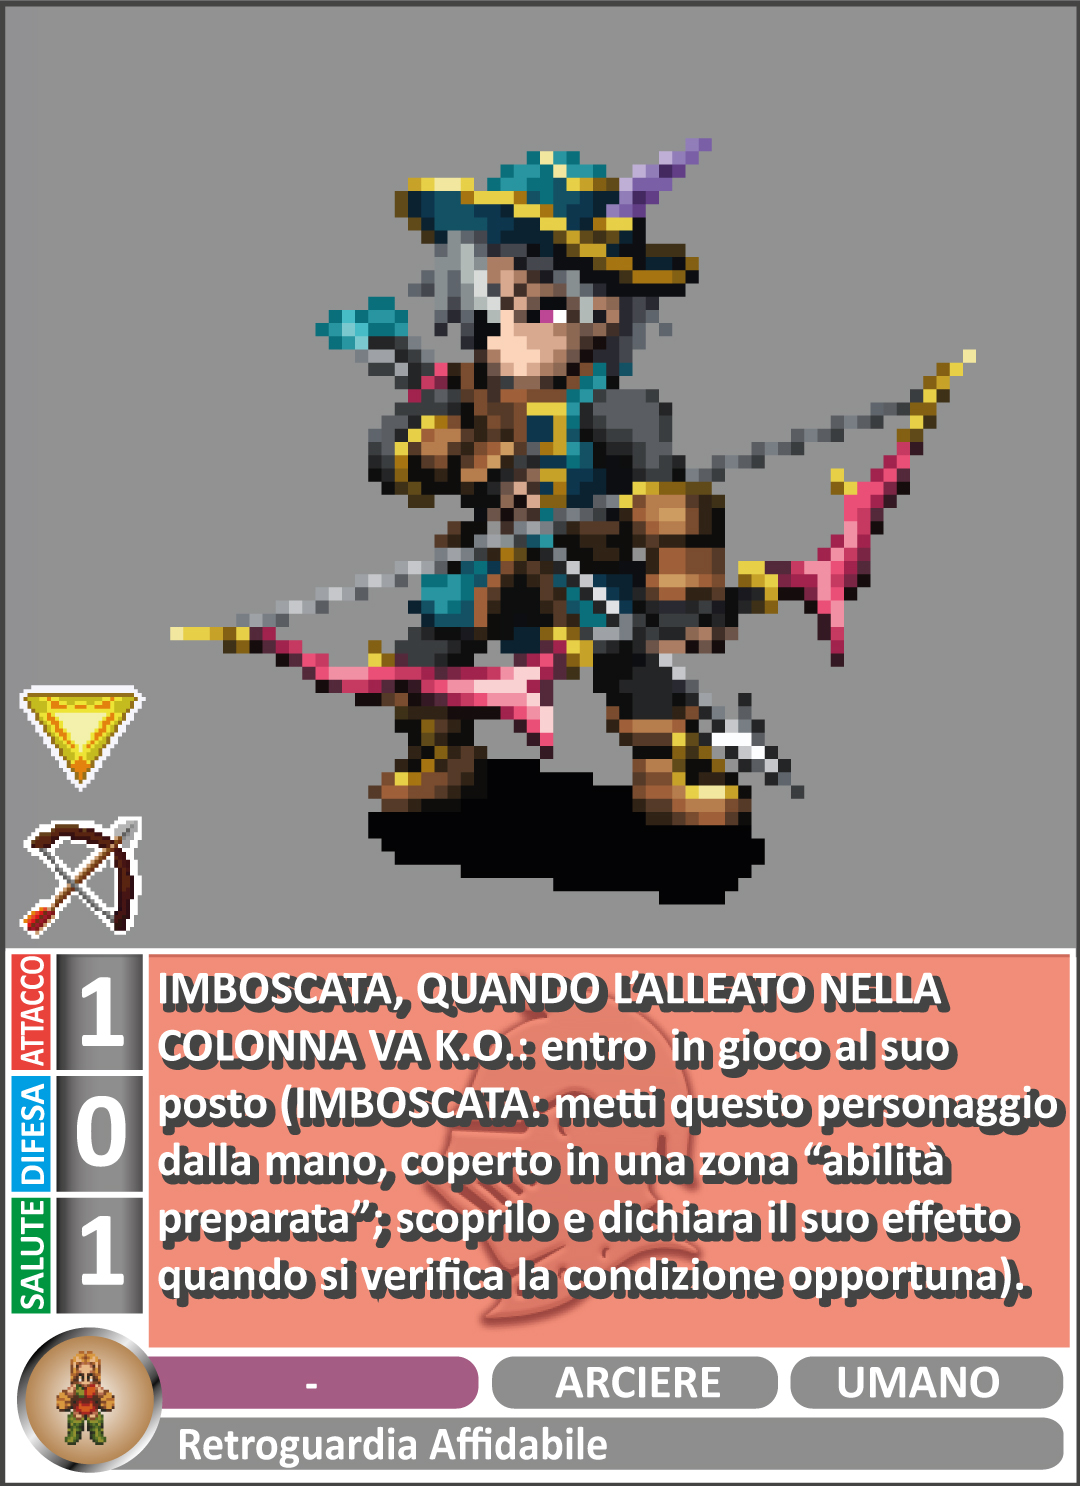 ATTACCO
1
DIFESA
0
SALUTE
1
IMBOSCATA, QUANDO L’ALLEATO NELLA
COLONNA VA K.O.: entro in gioco al suo
posto (IMBOSCATA: metti questo personaggio
dalla mano, coperto in una zona “abilità
preparata”; scoprilo e dichiara il suo effetto
quando si verifica la condizione opportuna).
-
ARCIERE
UMANO
Retroguardia Affidabile